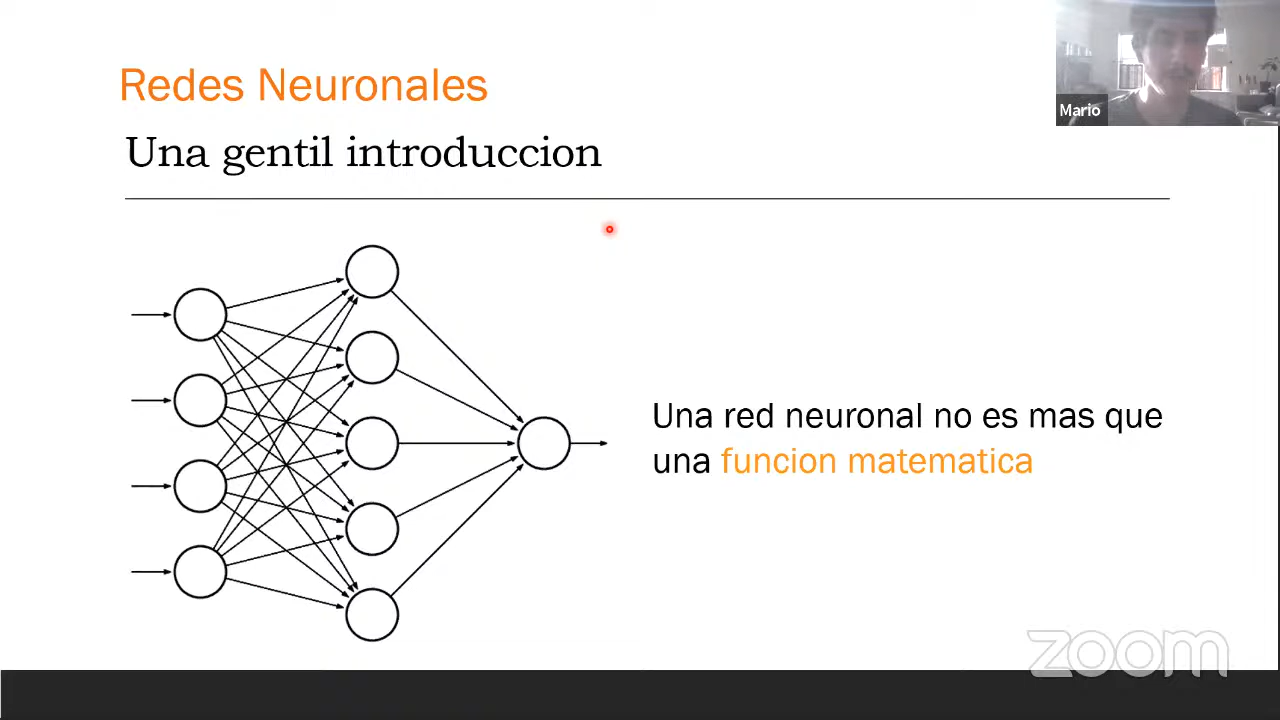 Redes Neuronales
Mario
Una gentil introduccion
Una red neuronal no es mas que
una funcion matematica
zoom